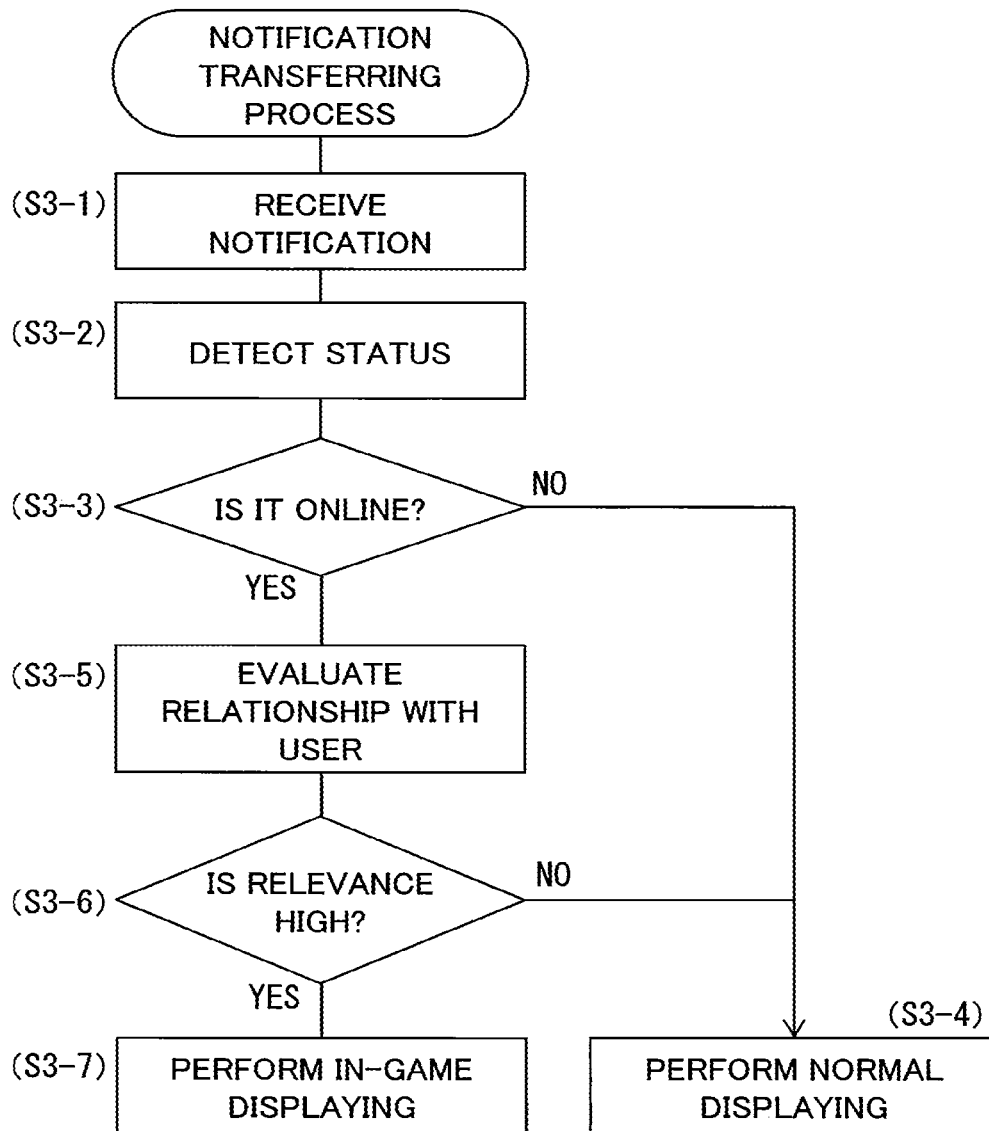 NOTIFICATION
TRANSFERRING
PROCESS
(S3-1)
RECEIVE
NOTIFICATION
(S3-2)
DETECT STATUS
(S3-3)
IS IT ONLINE?
NO
YES
(S3-5)
EVALUATE
RELATIONSHIP WITH
USER
(S3-6)
IS RELEVANCE
HIGH?
NO
YES
(S3-4)
(S3-7)
PERFORM IN-GAME
DISPLAYING
PERFORM NORMAL
DISPLAYING